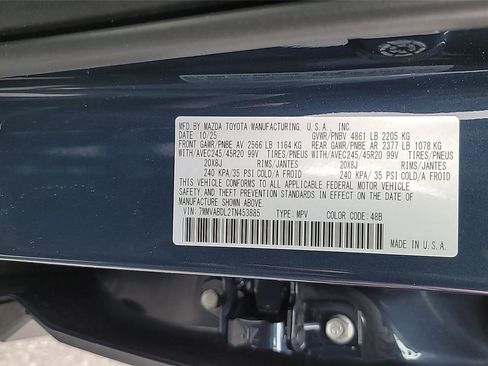 MFD.BY MAZDA TOYOTA MANUFACTURING, U.S.A., INC.
DATE: 10/25 GVWR/PNBV 4861 LB 2205 KG
FRONT GAWR/PNBE AV 2566 LB 1164 KG REAR GAWR/PNBE AR 2377 LB 1078 KG
WITH/AVEC245/45R20 99V TIRES/PNEUS WITH/AVEC245/45R20 99V TIRES/PNEUS
20X8J RIMS/JANTES 20X8J RIMS/JANTES
240 KPA/35 PSI COLD/A FROID 240 KPA/35 PSI COLD/A FROID
THIS VEHICLE CONFORMS TO ALL APPLICABLE FEDERAL MOTOR VEHICLE
SAFETY, AND THEFT PREVENTION STANDARDS IN EFFECT ON THE DATE OF
MANUFACTURE SHOWN ABOVE.
VIN: 7MMVABDL2TN453885 TYPE: MPV COLOR CODE: 48B
MADE IN U.S.A.